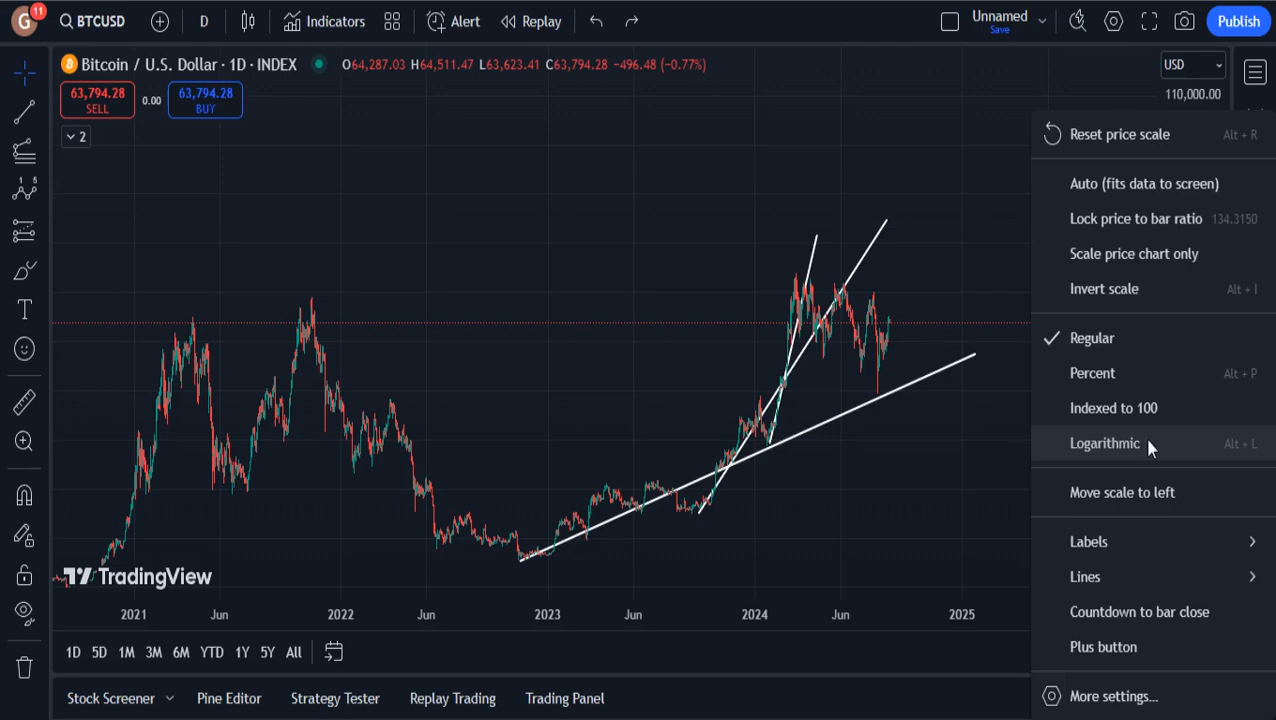 G 11 BTCUSD D Indicators Alert Replay Unnamed Save Publish
Bitcoin / U.S. Dollar · 1D · INDEX O64,287.03 H64,511.47 L63,623.41 C63,794.28 −496.48 (−0.77%)
USD
63,794.28
SELL
0.00
63,794.28
BUY
110,000.00
2
1 5
Reset price scale Alt + R
Auto (fits data to screen)
Lock price to bar ratio 134.3150
Scale price chart only
Invert scale Alt + I
Regular
Percent Alt + P
Indexed to 100
Logarithmic Alt + L
Move scale to left
Labels
Lines
Countdown to bar close
Plus button
More settings...
TradingView
2021 Jun 2022 Jun 2023 Jun 2024 Jun 2025
1D 5D 1M 3M 6M YTD 1Y 5Y All
Stock Screener Pine Editor Strategy Tester Replay Trading Trading Panel